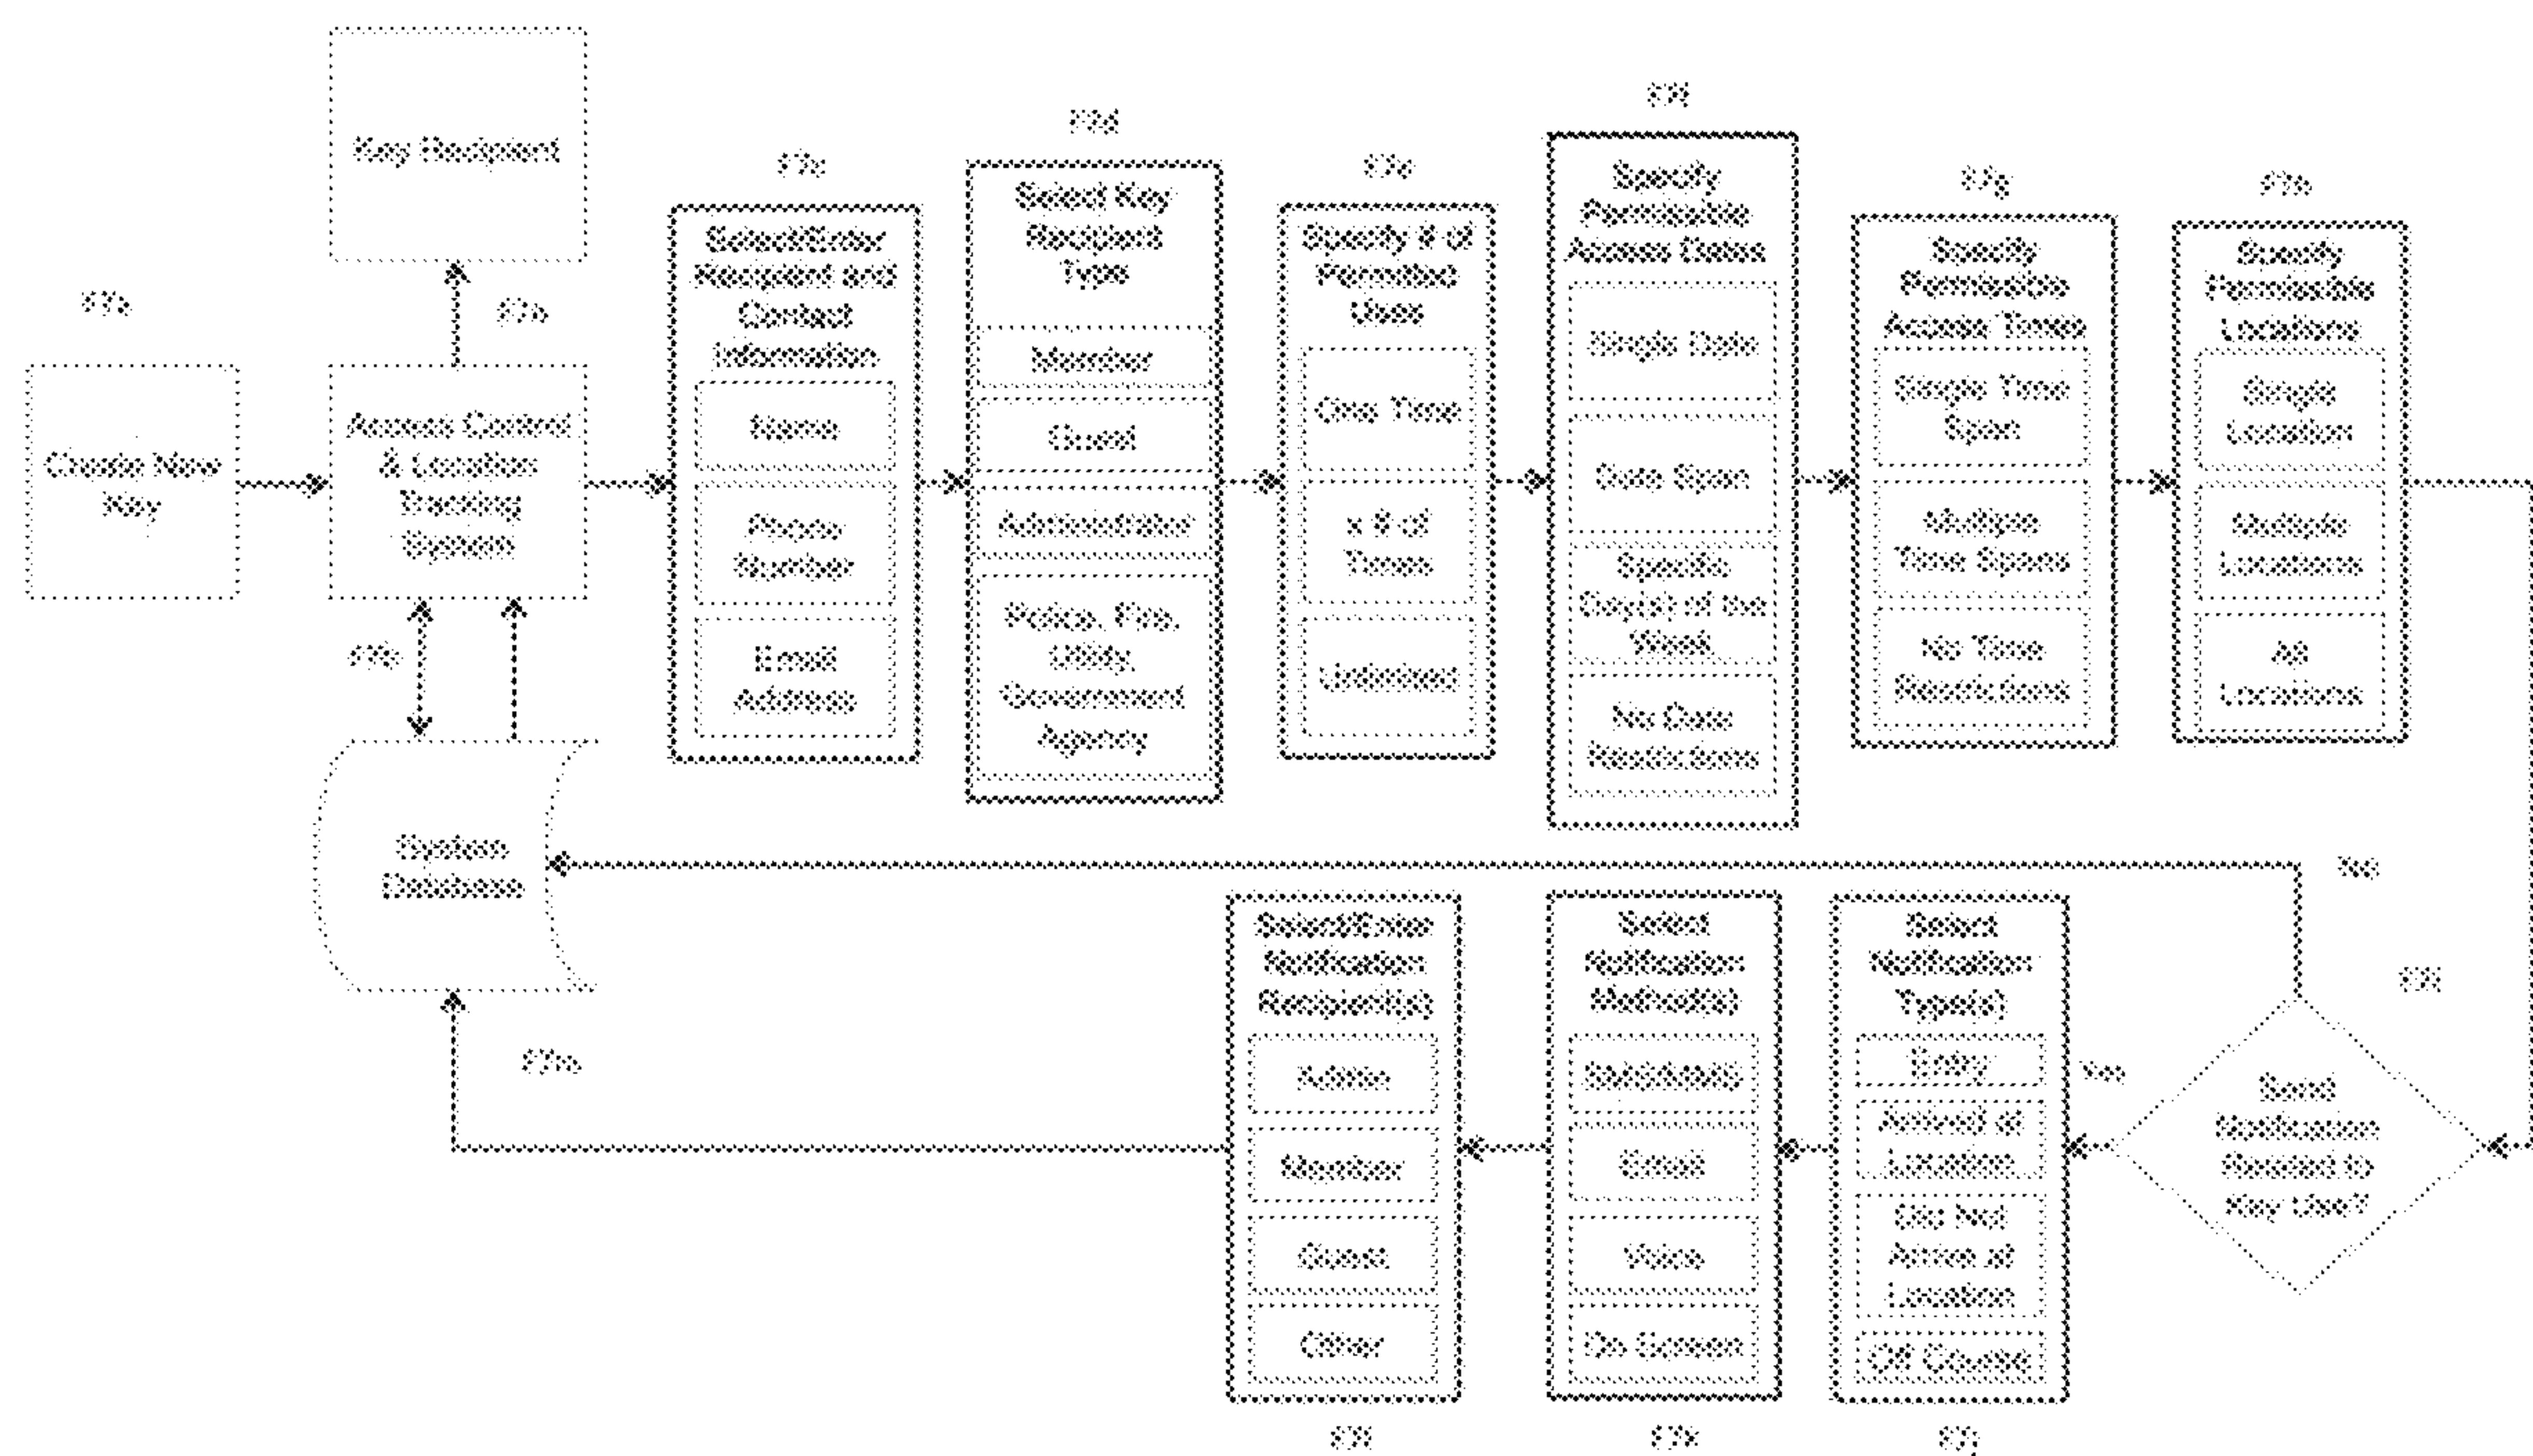 Key Recipient
Create New
Key
Access Control
& Location
Tracking
System
System
Database
Select/Enter
Recipient and
Contact
Information
Name
Phone
Number
Email
Address
Select Key
Recipient
Type
Member
Guest
Administrator
Police, Fire,
Utility,
Government
Agency
Specify # of
Permitted
Uses
One Time
x # of
Times
Unlimited
Specify
Permissible
Access Dates
Single Date
Date Span
Specific
Day(s) of the
Week
No Date
Restrictions
Specify
Permissible
Access Times
Single Time
Span
Multiple
Time Spans
No Time
Restrictions
Specify
Permissible
Locations
Single
Location
Multiple
Locations
All
Locations
Send
Notification
Related to
Key Use?
Yes
Select
Notification
Type(s)
Entry
Arrived at
Location
Did Not
Arrive at
Location
Off Course
Select
Notification
Method(s)
SMS/MMS
Email
Voice
On Screen
Select/Enter
Notification
Recipient(s)
Admin
Member
Guest
Other